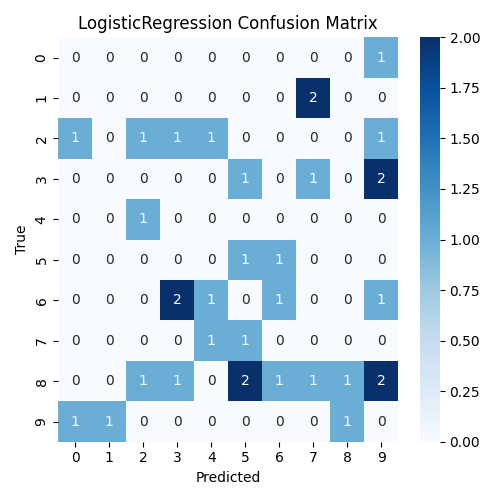 LogisticRegression Confusion Matrix
0 0 0 0 0 0 0 0 0 0 1
1 0 0 0 0 0 0 0 2 0 0
2 1 0 1 1 1 0 0 0 0 1
3 0 0 0 0 0 1 0 1 0 2
4 0 0 1 0 0 0 0 0 0 0
5 0 0 0 0 0 1 1 0 0 0
6 0 0 0 2 1 0 1 0 0 1
7 0 0 0 0 1 1 0 0 0 0
8 0 0 1 1 0 2 1 1 1 2
9 1 1 0 0 0 0 0 0 1 0
0 1 2 3 4 5 6 7 8 9
Predicted
True
2.00
1.75
1.50
1.25
1.00
0.75
0.50
0.25
0.00